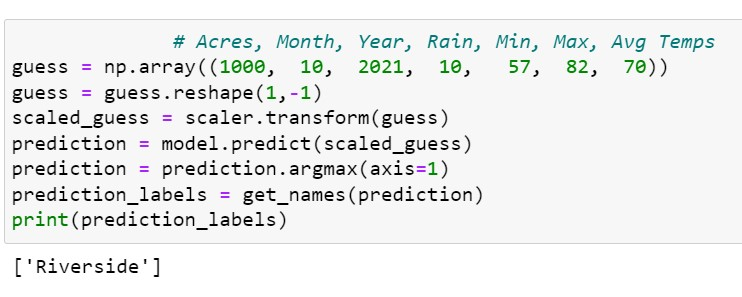 # Acres, Month, Year, Rain, Min, Max, Avg Temps
guess = np.array((1000, 10, 2021, 10, 57, 82, 70))
guess = guess.reshape(1,-1)
scaled_guess = scaler.transform(guess)
prediction = model.predict(scaled_guess)
prediction = prediction.argmax(axis=1)
prediction_labels = get_names(prediction)
print(prediction_labels)
['Riverside']